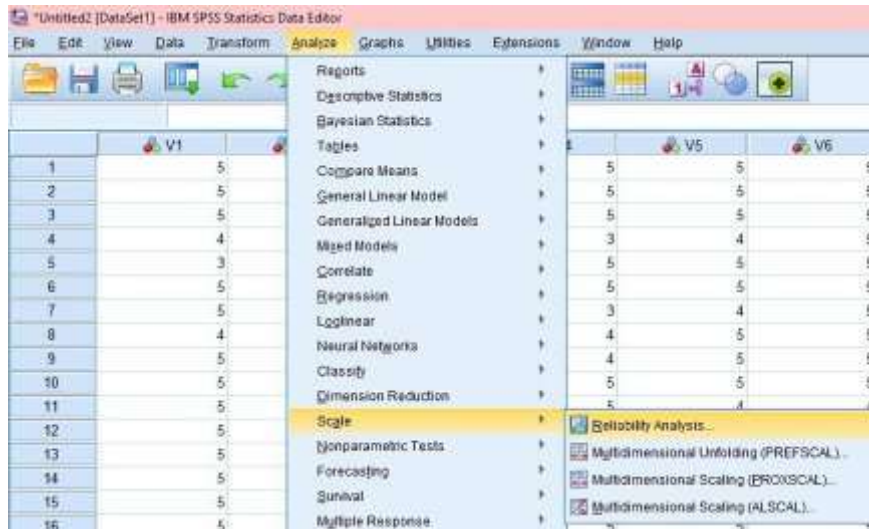 *Untitled2 [DataSet1] - IBM SPSS Statistics Data Editor
File Edit View Data Transform Analyze Graphs Utilities Extensions Window Help
Reports
Descriptive Statistics
Bayesian Statistics
Tables
Compare Means
General Linear Model
Generalized Linear Models
Mixed Models
Correlate
Regression
Loglinear
Neural Networks
Classify
Dimension Reduction
Scale
Nonparametric Tests
Forecasting
Survival
Multiple Response
Reliability Analysis...
Multidimensional Unfolding (PREFSCAL)...
Multidimensional Scaling (PROXSCAL)...
Multidimensional Scaling (ALSCAL)...
V1 V5 V6
1 5 5 5
2 5 5 5
3 5 5 5
4 4 3 4
5 3 5 5
6 5 5 5
7 5 3 4
8 4 4 5
9 5 4 5
10 5 5 5
11 5 5 4
12 5
13 5
14 5
15 5
16 5